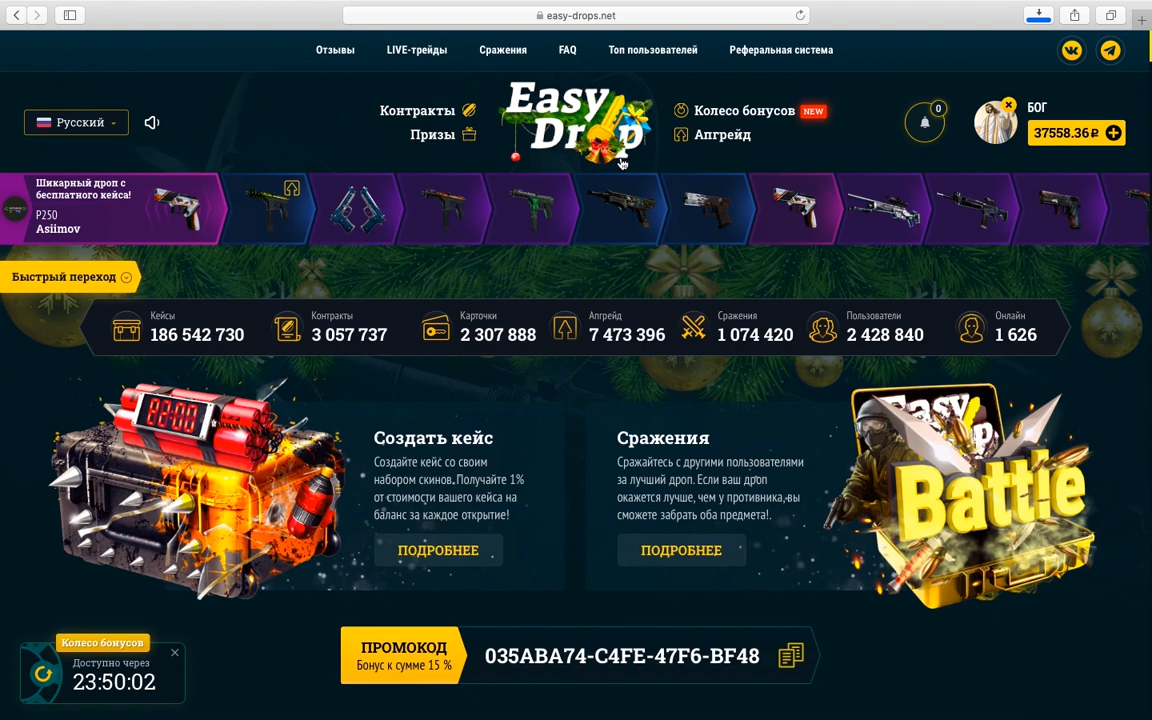 easy-drops.net
Отзывы
LIVE-трейды
Сражения
FAQ
Топ пользователей
Реферальная система
Русский
Контракты
Призы
Easy
Drop
Колесо бонусов NEW
Апгрейд
0
БОГ
37558.36₽
Шикарный дроп с
бесплатного кейса!
P250
Asiimov
Быстрый переход
Кейсы
186 542 730
Контракты
3 057 737
Карточки
2 307 888
Апгрейд
7 473 396
Сражения
1 074 420
Пользователи
2 428 840
Онлайн
1 626
Создать кейс
Создайте кейс со своим
набором скинов. Получайте 1%
от стоимости вашего кейса на
баланс за каждое открытие!
ПОДРОБНЕЕ
Сражения
Сражайтесь с другими пользователями
за лучший дроп. Если ваш дроп
окажется лучше, чем у противника, вы
сможете забрать оба предмета!.
ПОДРОБНЕЕ
Easy
Battle
Колесо бонусов
Доступно через
23:50:02
ПРОМОКОД
Бонус к сумме 15 %
035ABA74-C4FE-47F6-BF48